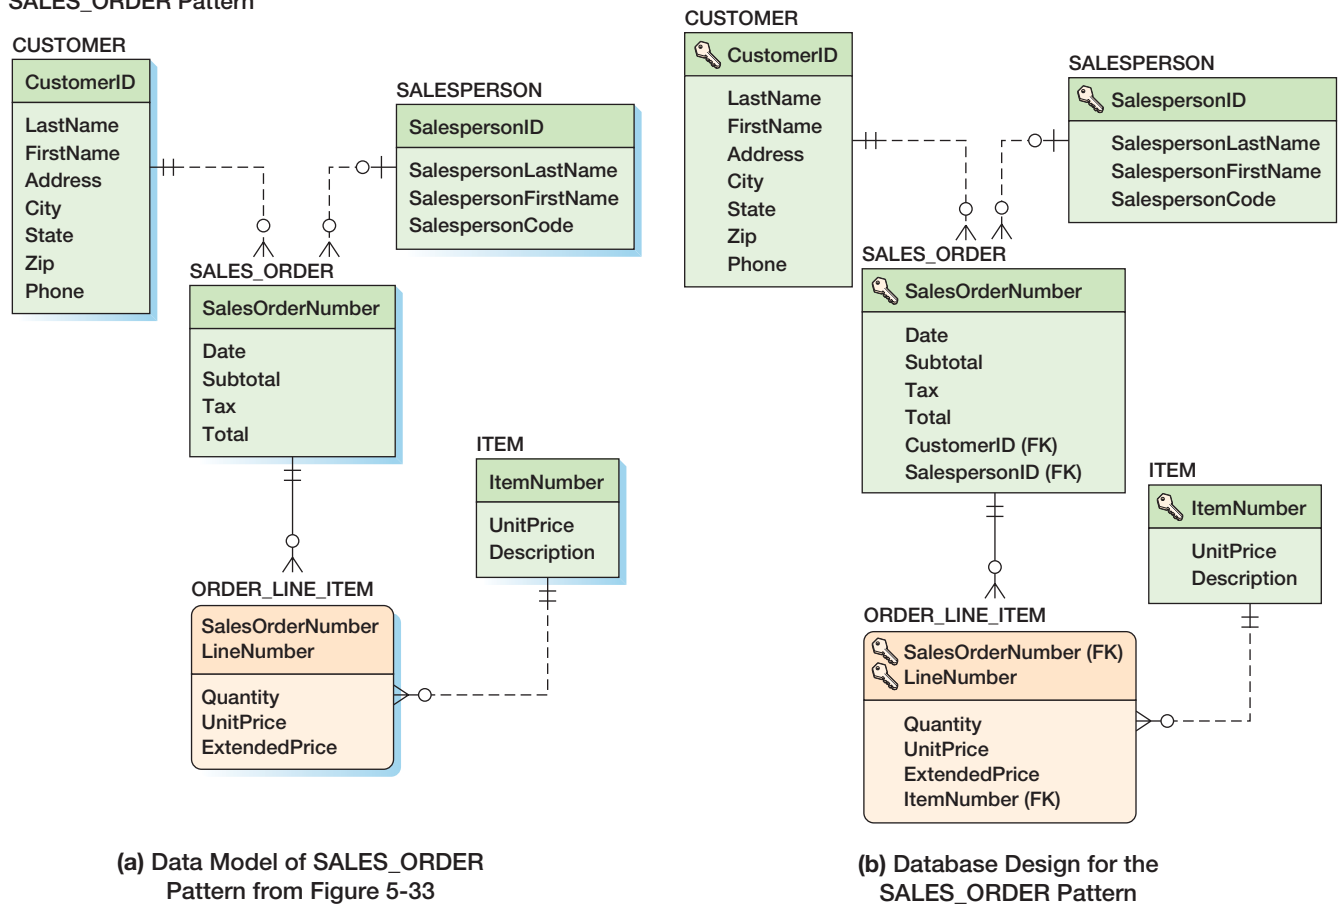 SALES_ORDER Pattern
CUSTOMER
CustomerID
LastName
FirstName
Address
City
State
Zip
Phone
SALESPERSON
SalespersonID
SalespersonLastName
SalespersonFirstName
SalespersonCode
SALES_ORDER
SalesOrderNumber
Date
Subtotal
Tax
Total
ITEM
ItemNumber
UnitPrice
Description
ORDER_LINE_ITEM
SalesOrderNumber
LineNumber
Quantity
UnitPrice
ExtendedPrice
(a) Data Model of SALES_ORDER
Pattern from Figure 5-33
CUSTOMER
CustomerID
LastName
FirstName
Address
City
State
Zip
Phone
SALESPERSON
SalespersonID
SalespersonLastName
SalespersonFirstName
SalespersonCode
SALES_ORDER
SalesOrderNumber
Date
Subtotal
Tax
Total
CustomerID (FK)
SalespersonID (FK)
ITEM
ItemNumber
UnitPrice
Description
ORDER_LINE_ITEM
SalesOrderNumber (FK)
LineNumber
Quantity
UnitPrice
ExtendedPrice
ItemNumber (FK)
(b) Database Design for the
SALES_ORDER Pattern